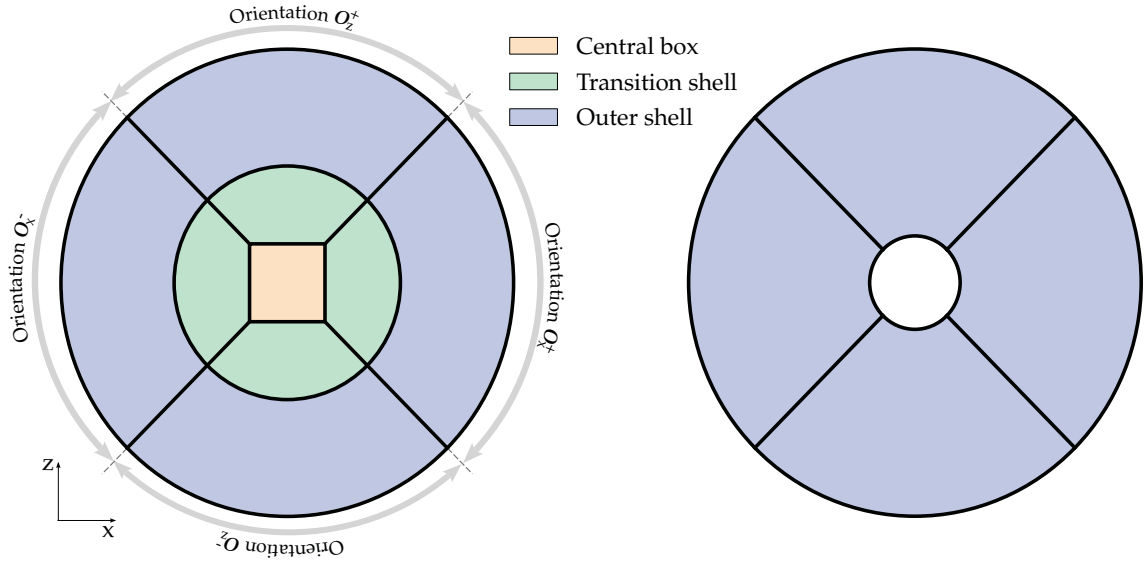 Orientation O_z^+
Central box
Transition shell
Outer shell
Orientation O_x^-
Orientation O_x^+
z
x
Orientation O_z^-